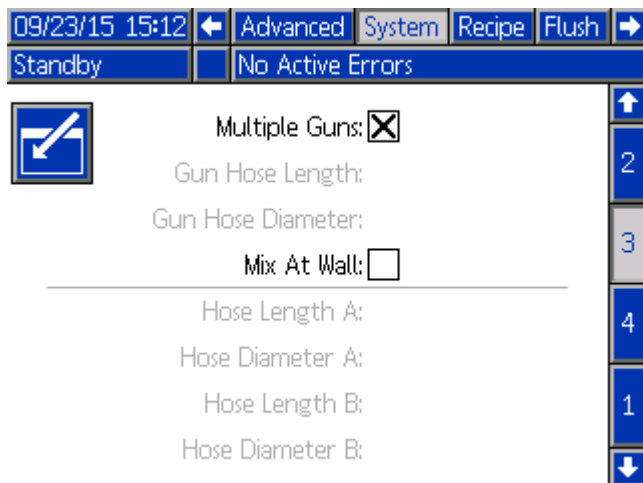 09/23/15 15:12 Advanced System Recipe Flush
Standby No Active Errors
Multiple Guns:
2
Gun Hose Length:
Gun Hose Diameter:
3
Mix At Wall:
Hose Length A:
4
Hose Diameter A:
Hose Length B:
1
Hose Diameter B: